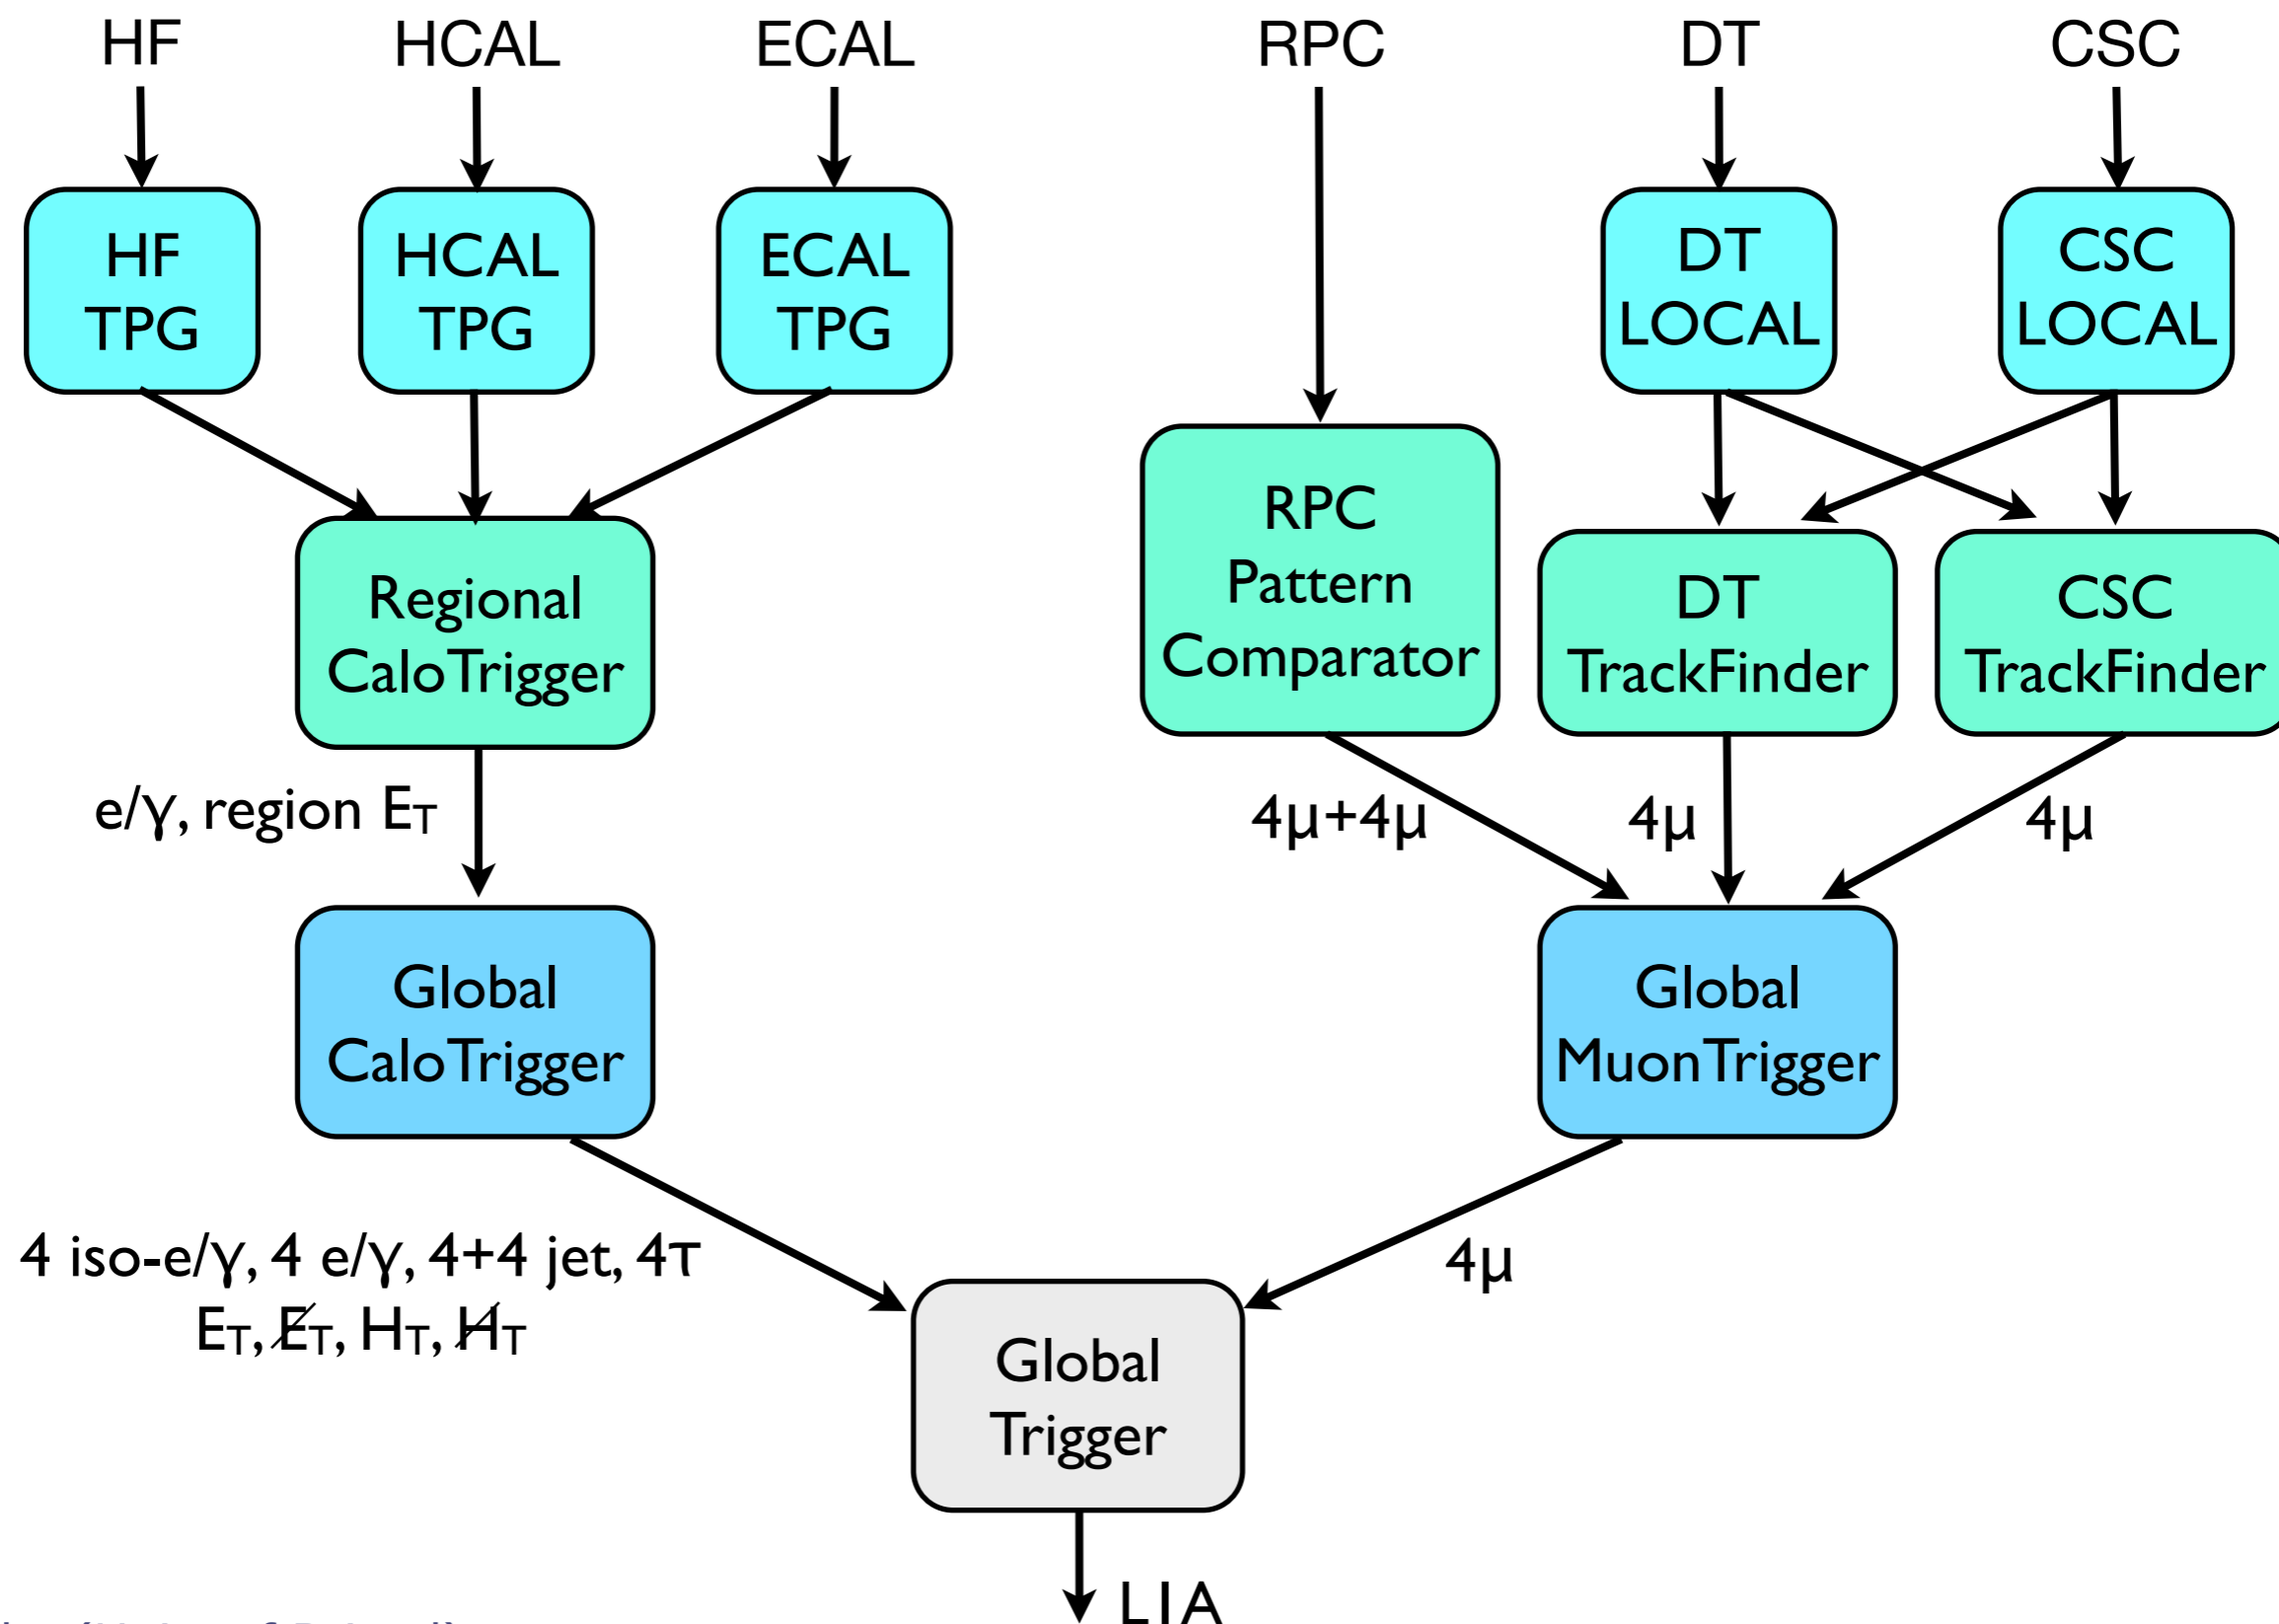 HF
HCAL
ECAL
RPC
DT
CSC
HF
TPG
HCAL
TPG
ECAL
TPG
DT
LOCAL
CSC
LOCAL
RPC
Pattern
Comparator
Regional
CaloTrigger
DT
TrackFinder
CSC
TrackFinder
e/γ, region ET
4μ+4μ
4μ
4μ
Global
CaloTrigger
Global
MuonTrigger
4 iso-e/γ, 4 e/γ, 4+4 jet, 4τ
ET, E̸T, HT, H̸T
4μ
Global
Trigger
L1A